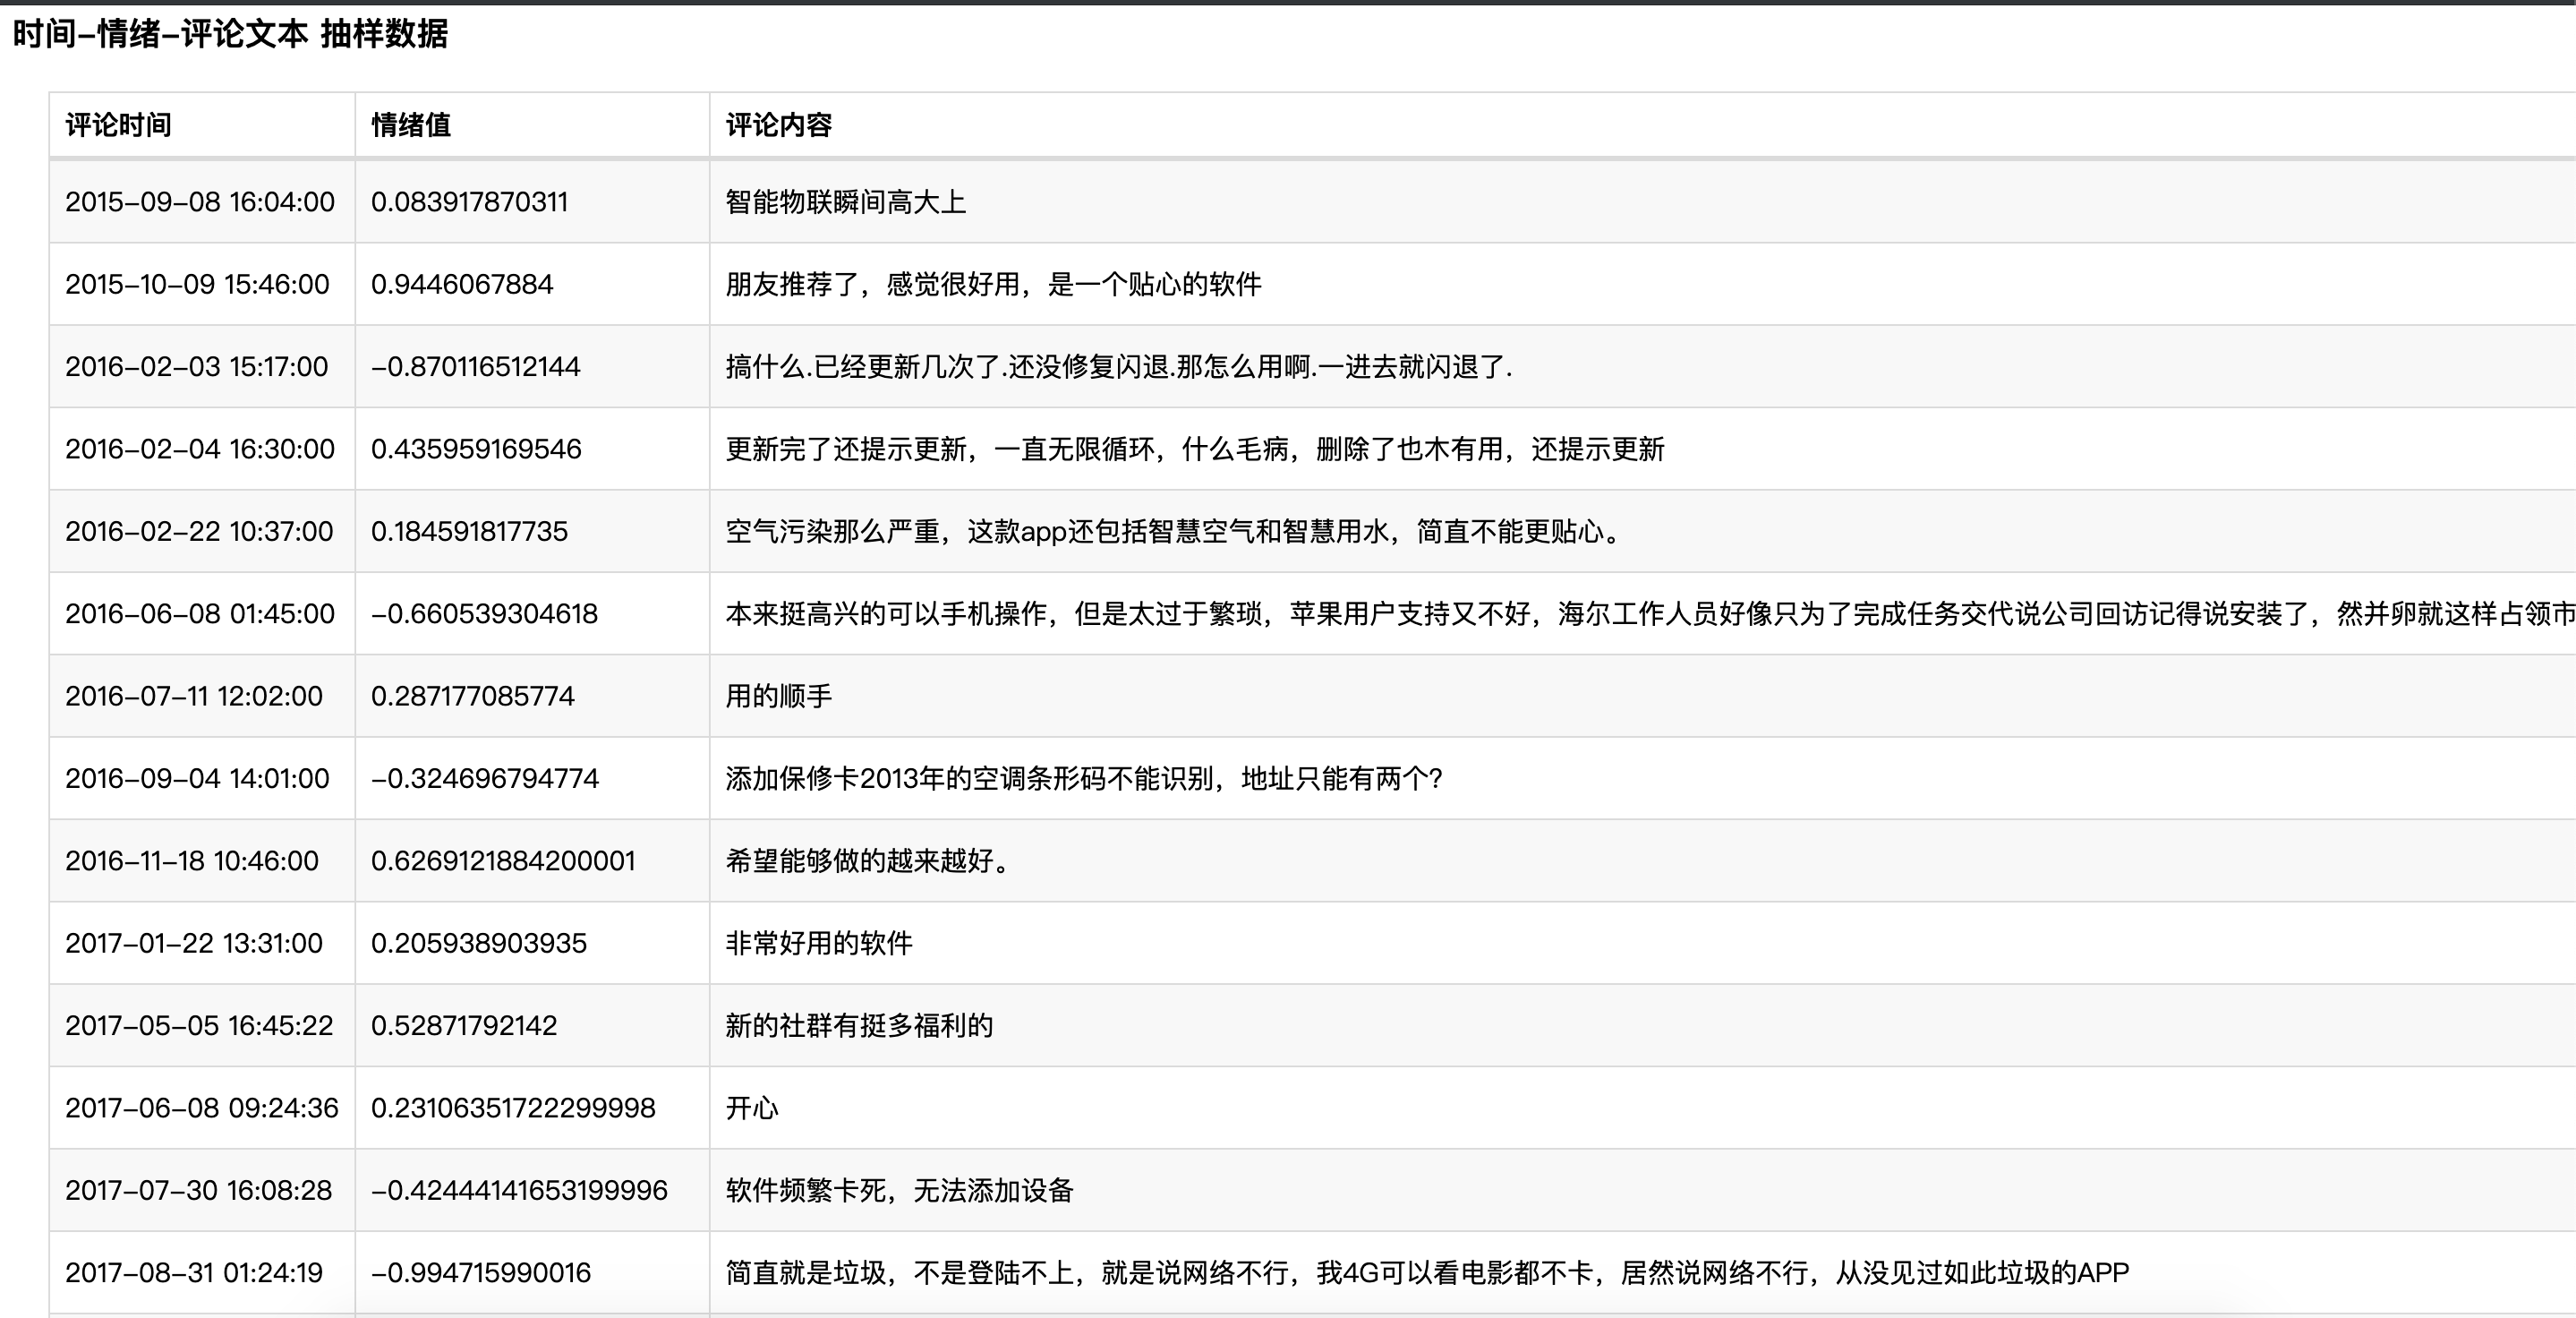 时间-情绪-评论文本 抽样数据
评论时间 情绪值 评论内容
2015-09-08 16:04:00 0.083917870311 智能物联瞬间高大上
2015-10-09 15:46:00 0.9446067884 朋友推荐了，感觉很好用，是一个贴心的软件
2016-02-03 15:17:00 -0.870116512144 搞什么.已经更新几次了.还没修复闪退.那怎么用啊.一进去就闪退了.
2016-02-04 16:30:00 0.435959169546 更新完了还提示更新，一直无限循环，什么毛病，删除了也木有用，还提示更新
2016-02-22 10:37:00 0.184591817735 空气污染那么严重，这款app还包括智慧空气和智慧用水，简直不能更贴心。
2016-06-08 01:45:00 -0.660539304618 本来挺高兴的可以手机操作，但是太过于繁琐，苹果用户支持又不好，海尔工作人员好像只为了完成任务交代说公司回访记得说安装了，然并卵就这样占领市
2016-07-11 12:02:00 0.287177085774 用的顺手
2016-09-04 14:01:00 -0.324696794774 添加保修卡2013年的空调条形码不能识别，地址只能有两个?
2016-11-18 10:46:00 0.6269121884200001 希望能够做的越来越好。
2017-01-22 13:31:00 0.205938903935 非常好用的软件
2017-05-05 16:45:22 0.52871792142 新的社群有挺多福利的
2017-06-08 09:24:36 0.23106351722299998 开心
2017-07-30 16:08:28 -0.42444141653199996 软件频繁卡死，无法添加设备
2017-08-31 01:24:19 -0.994715990016 简直就是垃圾，不是登陆不上，就是说网络不行，我4G可以看电影都不卡，居然说网络不行，从没见过如此垃圾的APP